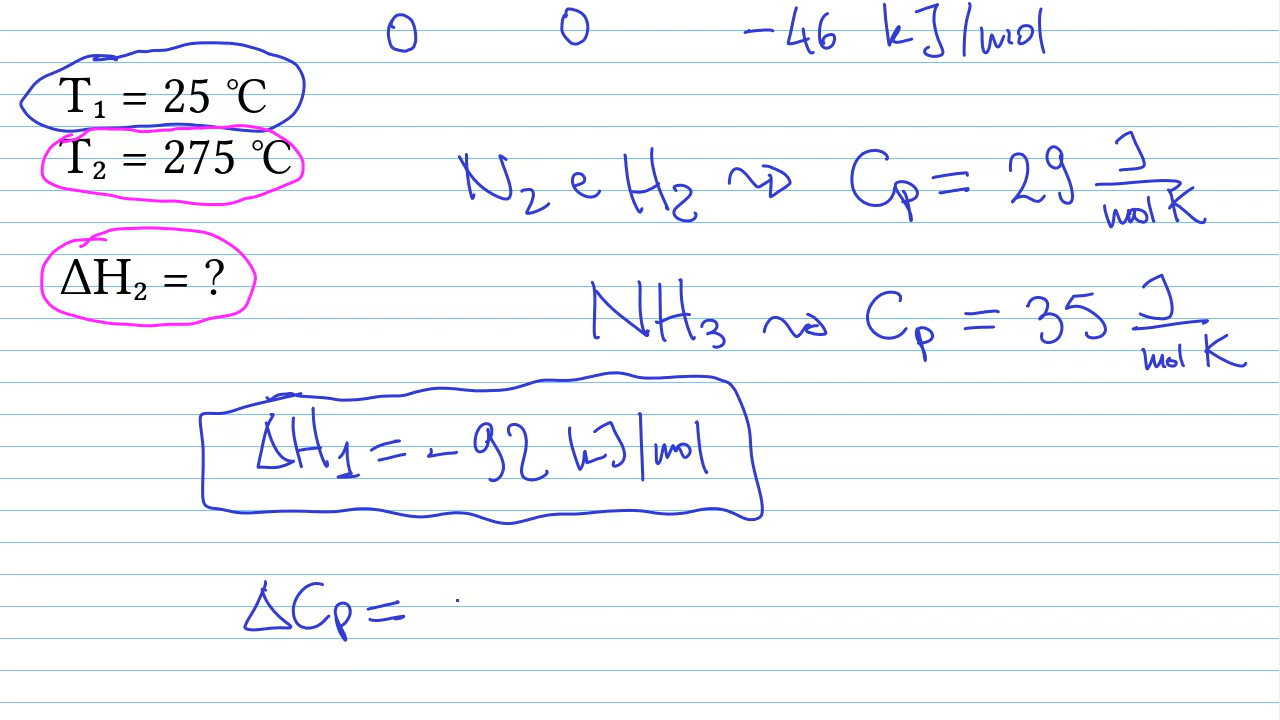 0 0 -46 kJ/mol
T₁ = 25 ℃
T₂ = 275 ℃
N₂ e H₂ ⇝ Cp = 29 J/mol K
ΔH₂ = ?
NH₃ ⇝ Cp = 35 J/mol K
ΔH₁ = -92 kJ/mol
ΔCp =